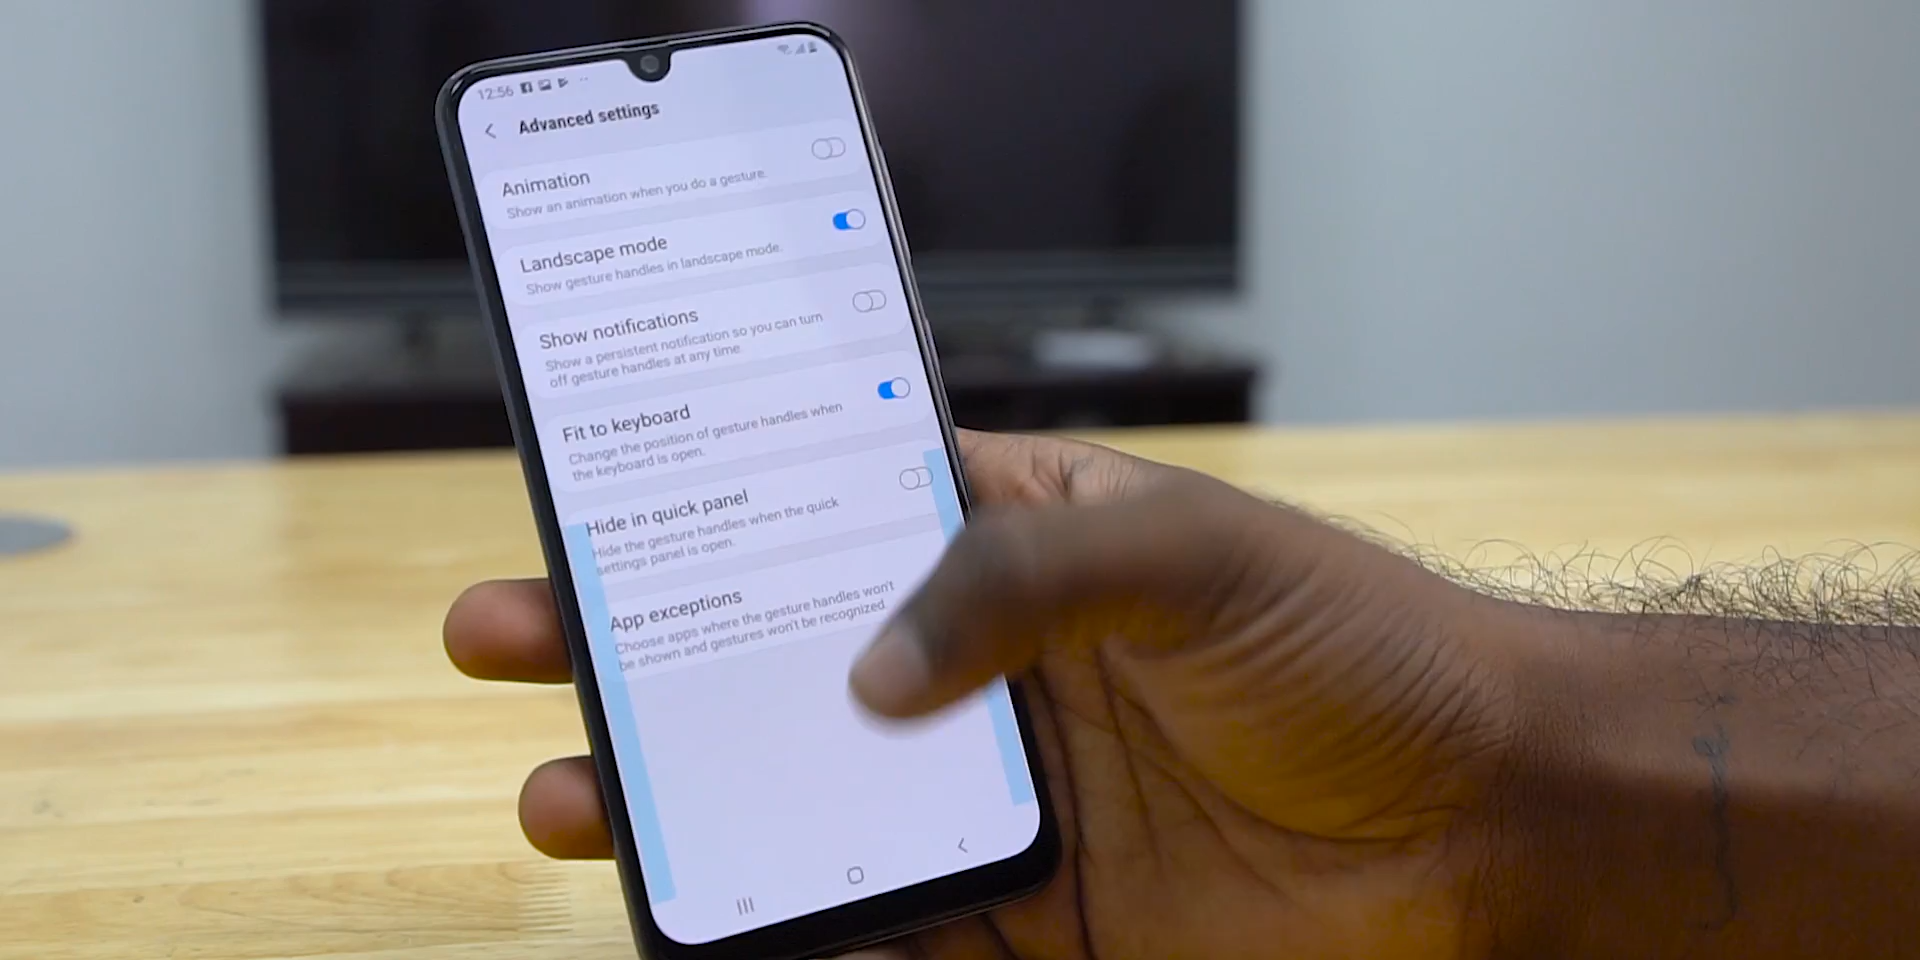 12:56
Advanced settings
Animation
Show an animation when you do a gesture.
Landscape mode
Show gesture handles in landscape mode.
Show notifications
Show a persistent notification so you can turn
off gesture handles at any time.
Fit to keyboard
Change the position of gesture handles when
the keyboard is open.
Hide in quick panel
Hide the gesture handles when the quick
settings panel is open.
App exceptions
Choose apps where the gesture handles won't
be shown and gestures won't be recognized